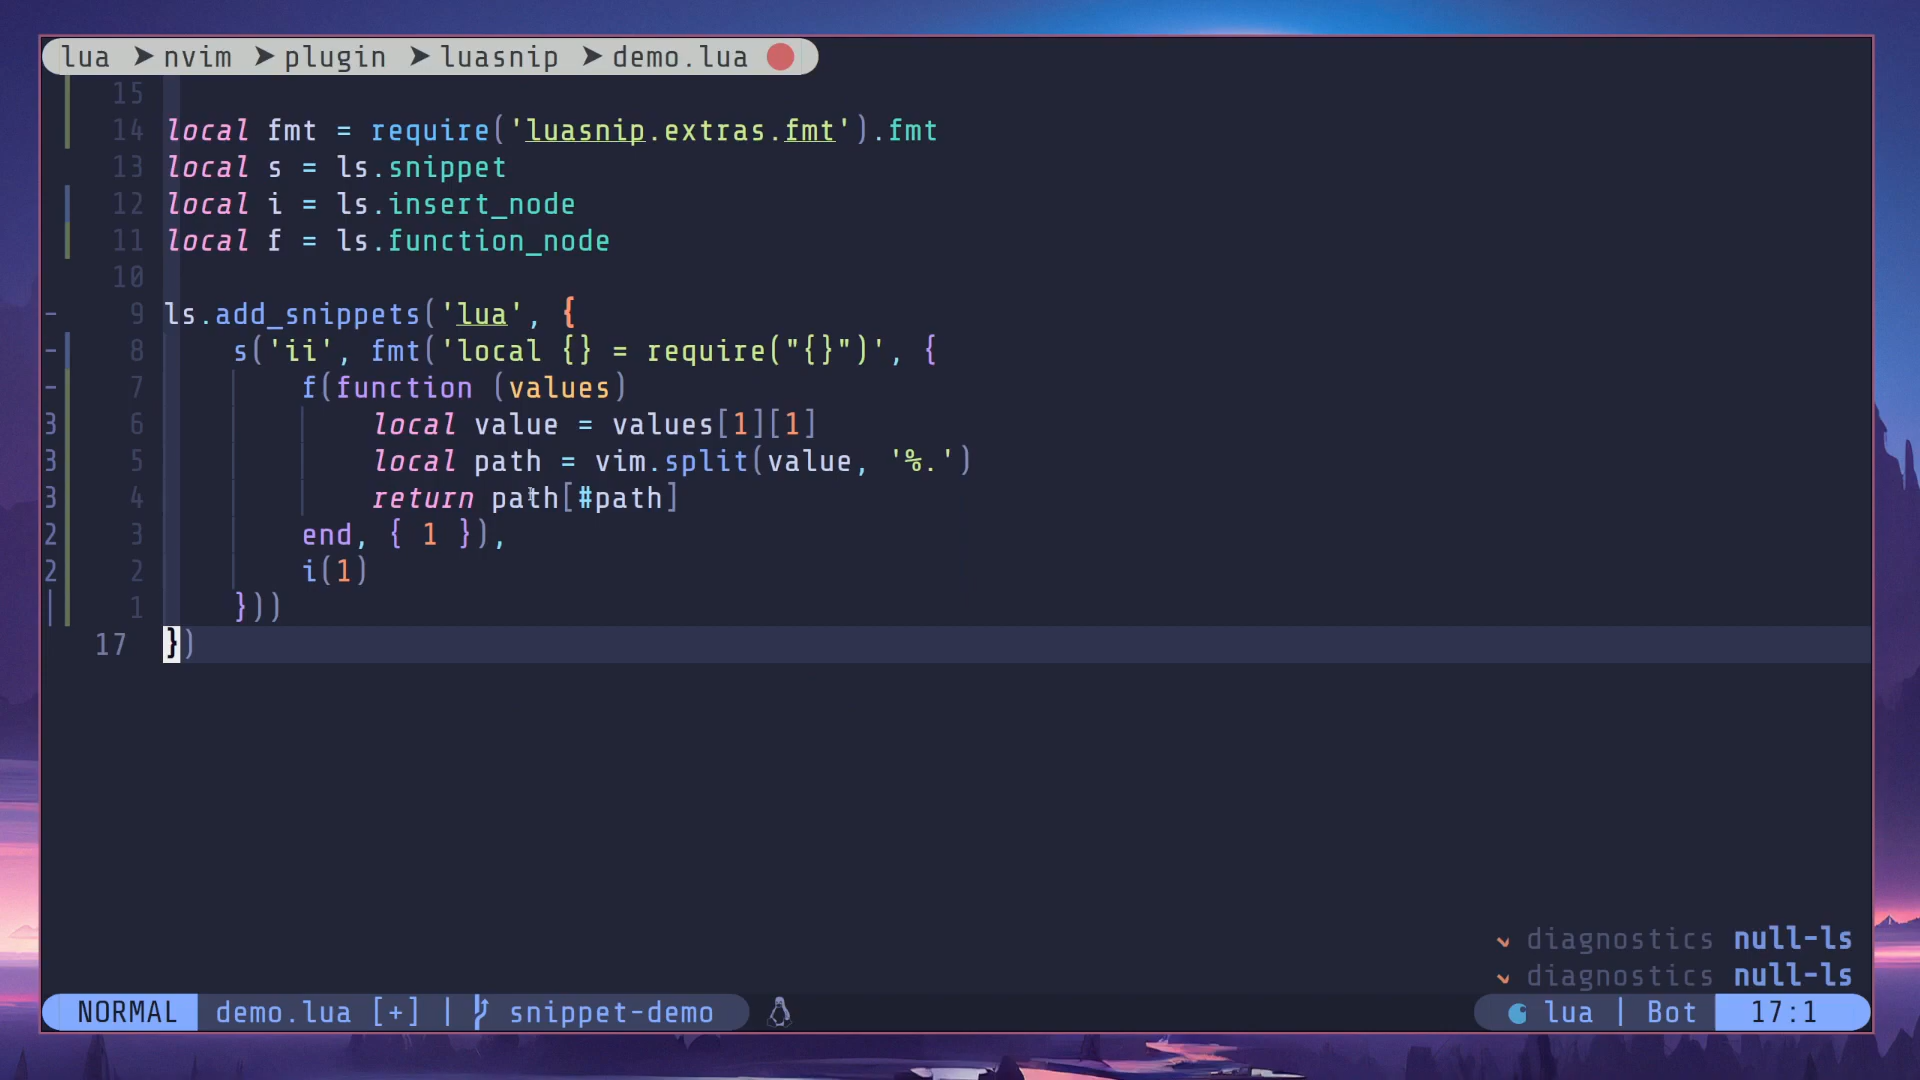 lua ➤ nvim ➤ plugin ➤ luasnip ➤ demo.lua
15
14 local fmt = require('luasnip.extras.fmt').fmt
13 local s = ls.snippet
12 local i = ls.insert_node
11 local f = ls.function_node
10
- 9 ls.add_snippets('lua', {
- 8     s('ii', fmt('local {} = require("{}")', {
- 7         f(function (values)
3 6             local value = values[1][1]
3 5             local path = vim.split(value, '%.')
3 4             return path[#path]
2 3         end, { 1 }),
2 2         i(1)
│ 1     }))
17 })
diagnostics null-ls
diagnostics null-ls
NORMAL demo.lua [+] | snippet-demo lua | Bot 17:1